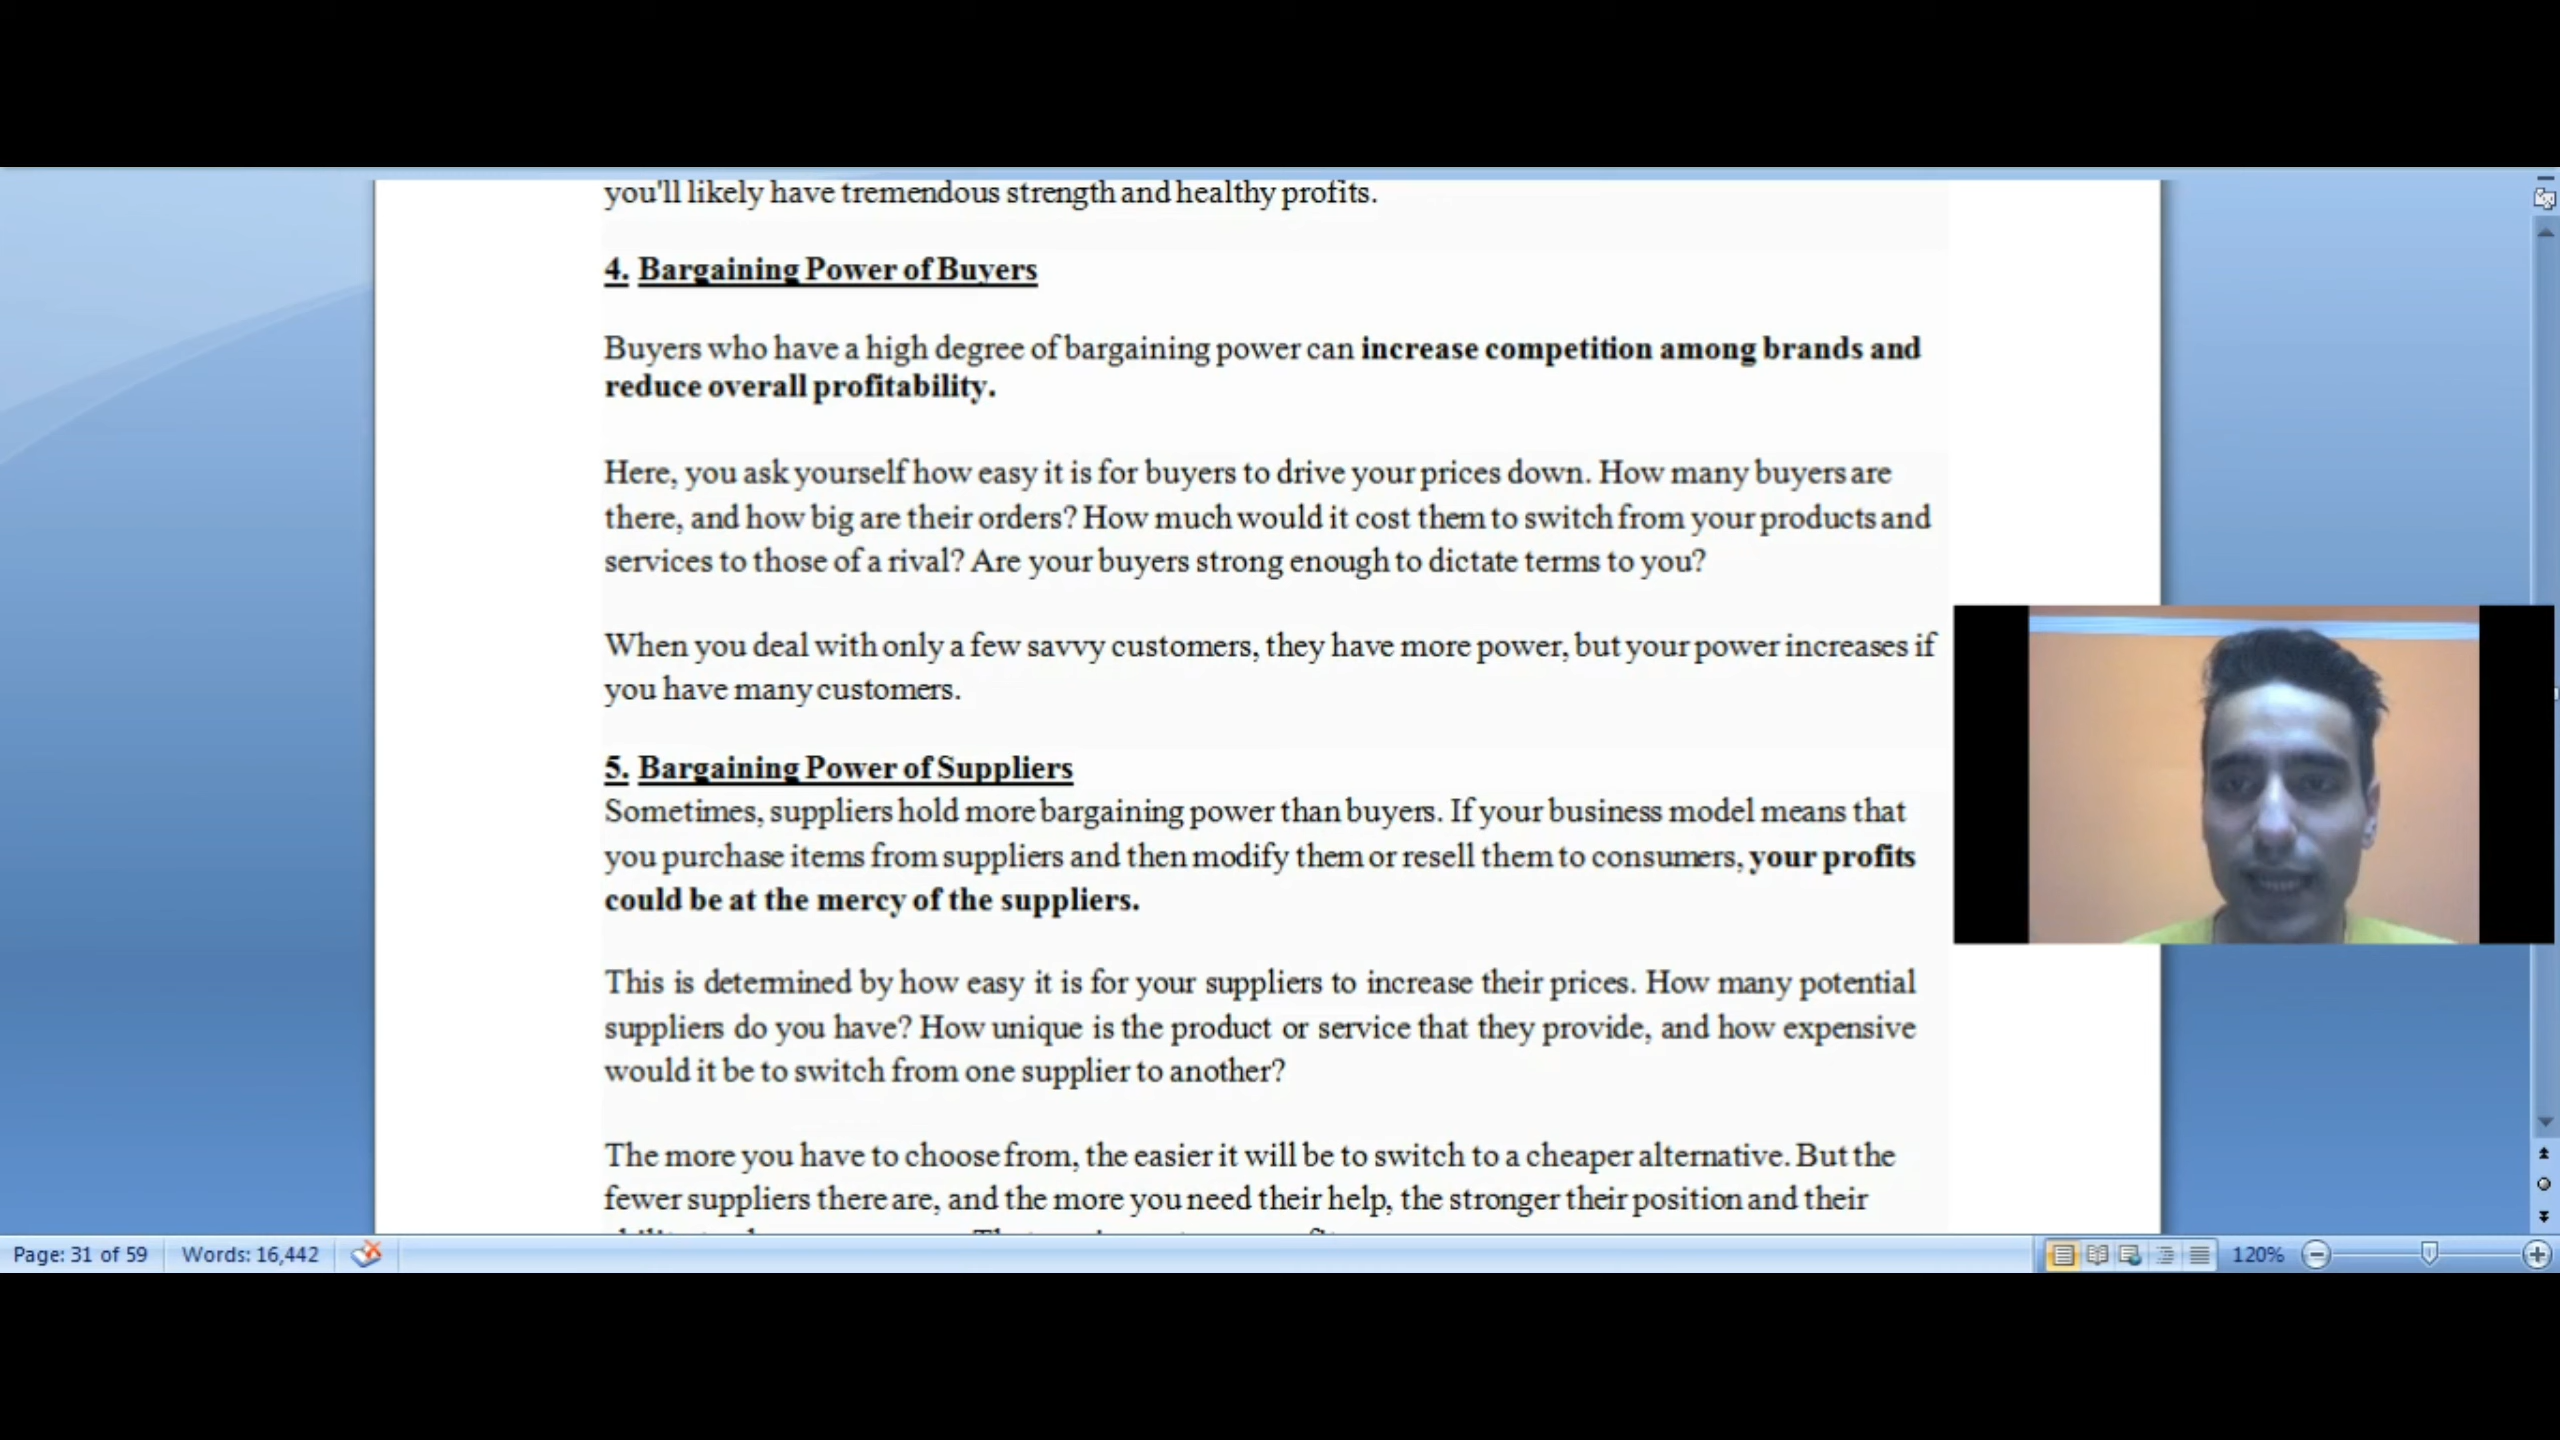 you'll likely have tremendous strength and healthy profits.
4. Bargaining Power of Buyers
Buyers who have a high degree of bargaining power can increase competition among brands and
reduce overall profitability.
Here, you ask yourself how easy it is for buyers to drive your prices down. How many buyers are
there, and how big are their orders? How much would it cost them to switch from your products and
services to those of a rival? Are your buyers strong enough to dictate terms to you?
When you deal with only a few savvy customers, they have more power, but your power increases if
you have many customers.
5. Bargaining Power of Suppliers
Sometimes, suppliers hold more bargaining power than buyers. If your business model means that
you purchase items from suppliers and then modify them or resell them to consumers, your profits
could be at the mercy of the suppliers.
This is determined by how easy it is for your suppliers to increase their prices. How many potential
suppliers do you have? How unique is the product or service that they provide, and how expensive
would it be to switch from one supplier to another?
The more you have to choose from, the easier it will be to switch to a cheaper alternative. But the
fewer suppliers there are, and the more you need their help, the stronger their position and their
Page: 31 of 59
Words: 16,442
120%